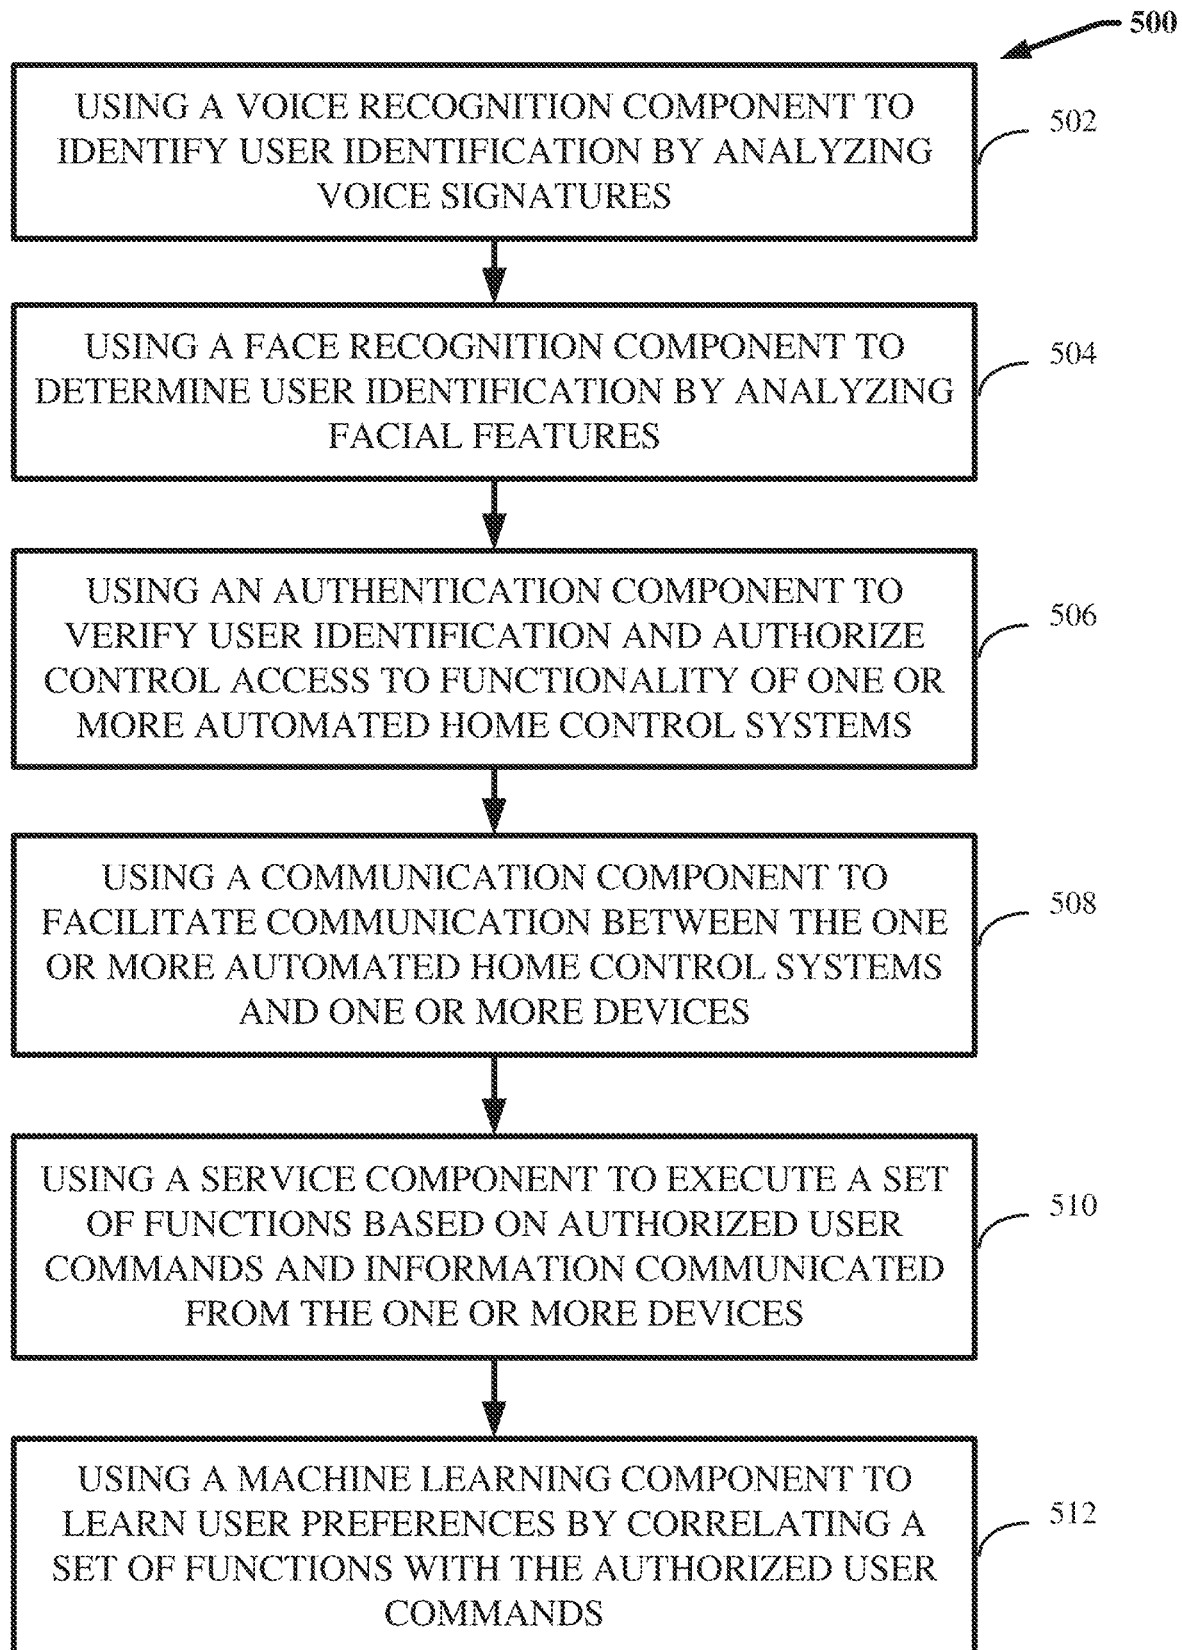 500
USING A VOICE RECOGNITION COMPONENT TO
IDENTIFY USER IDENTIFICATION BY ANALYZING
VOICE SIGNATURES
502
USING A FACE RECOGNITION COMPONENT TO
DETERMINE USER IDENTIFICATION BY ANALYZING
FACIAL FEATURES
504
USING AN AUTHENTICATION COMPONENT TO
VERIFY USER IDENTIFICATION AND AUTHORIZE
CONTROL ACCESS TO FUNCTIONALITY OF ONE OR
MORE AUTOMATED HOME CONTROL SYSTEMS
506
USING A COMMUNICATION COMPONENT TO
FACILITATE COMMUNICATION BETWEEN THE ONE
OR MORE AUTOMATED HOME CONTROL SYSTEMS
AND ONE OR MORE DEVICES
508
USING A SERVICE COMPONENT TO EXECUTE A SET
OF FUNCTIONS BASED ON AUTHORIZED USER
COMMANDS AND INFORMATION COMMUNICATED
FROM THE ONE OR MORE DEVICES
510
USING A MACHINE LEARNING COMPONENT TO
LEARN USER PREFERENCES BY CORRELATING A
SET OF FUNCTIONS WITH THE AUTHORIZED USER
COMMANDS
512